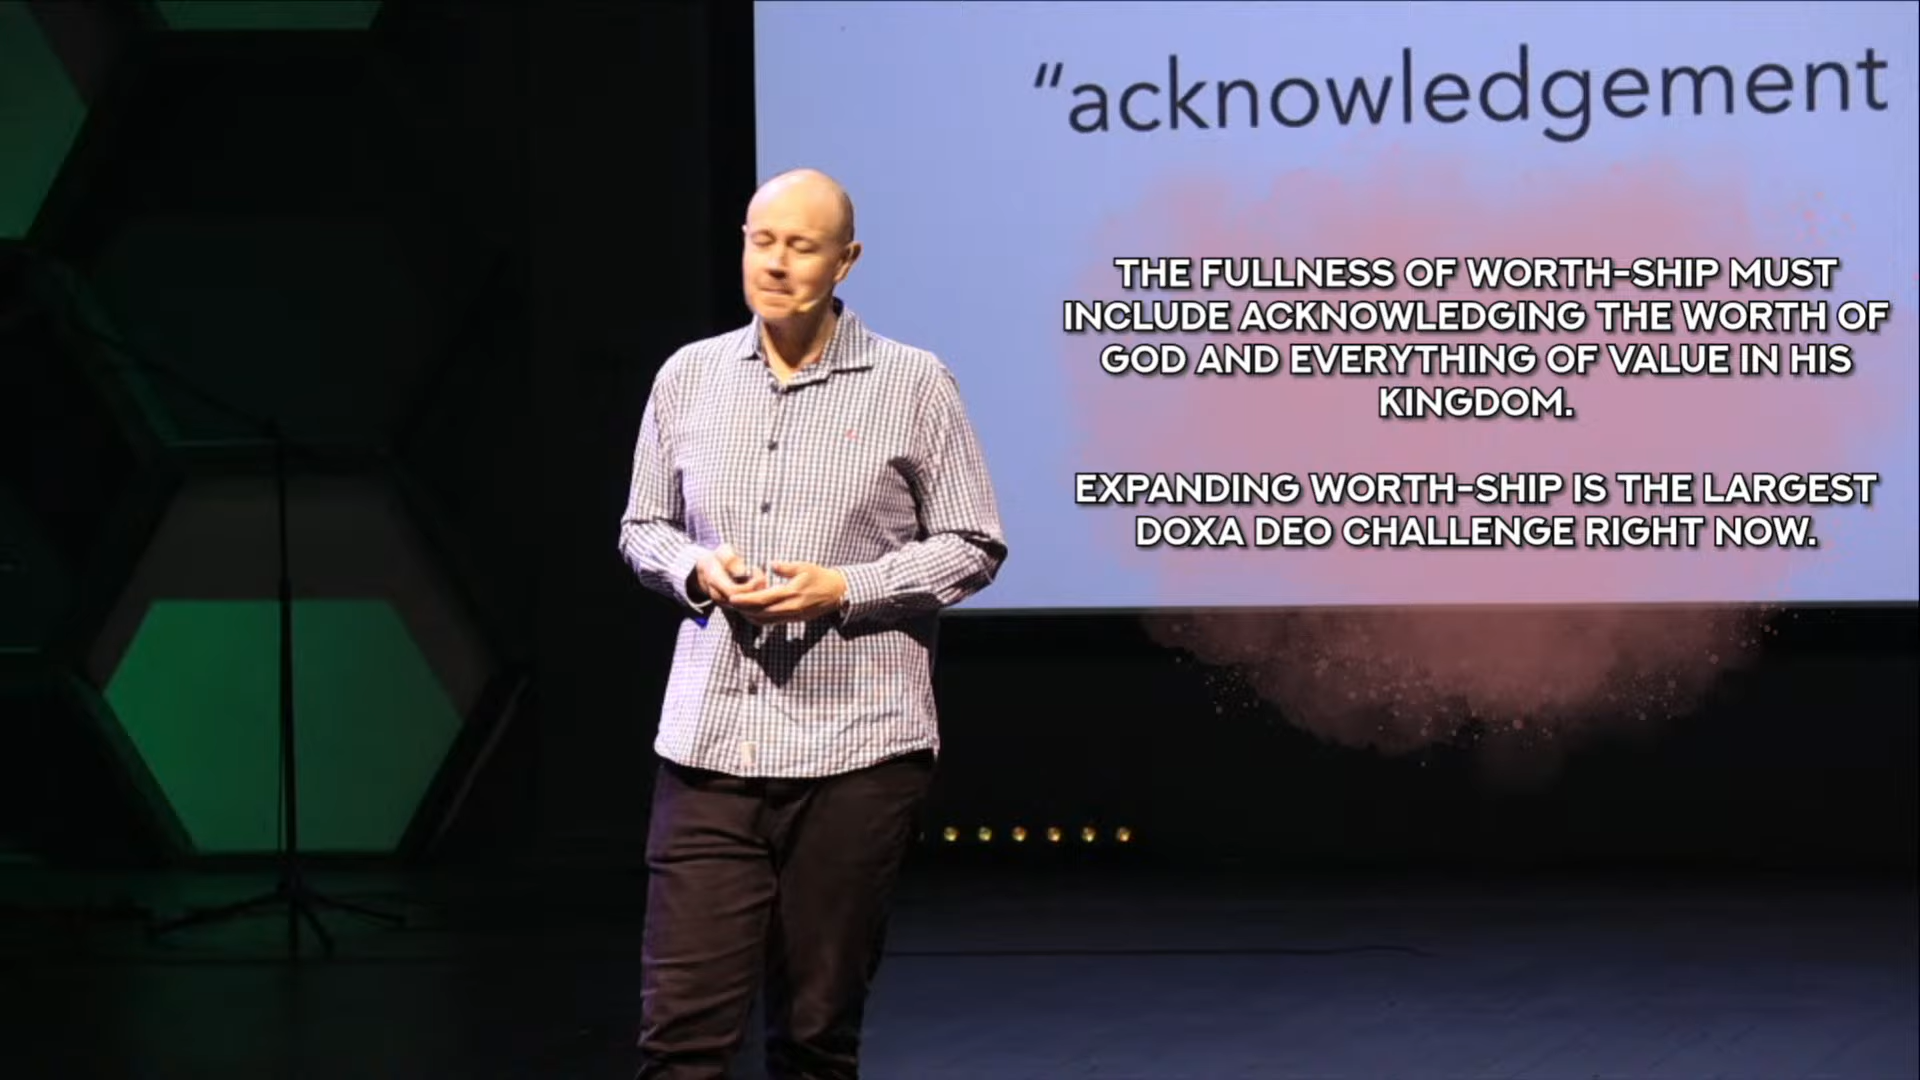 “acknowledgement
THE FULLNESS OF WORTH-SHIP MUST
INCLUDE ACKNOWLEDGING THE WORTH OF
GOD AND EVERYTHING OF VALUE IN HIS
KINGDOM.
EXPANDING WORTH-SHIP IS THE LARGEST
DOXA DEO CHALLENGE RIGHT NOW.